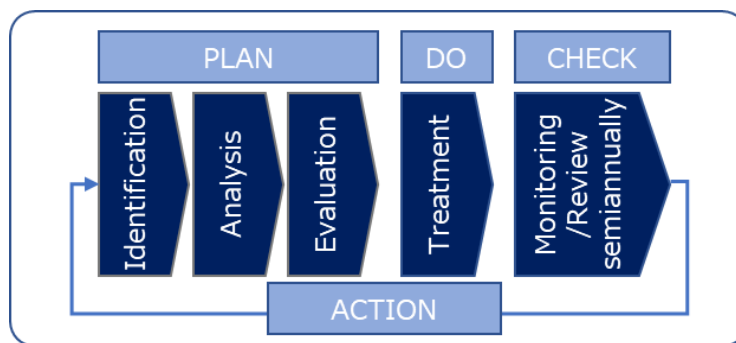 PLAN
DO
CHECK
Identification
Analysis
Evaluation
Treatment
Monitoring
/Review
semiannually
ACTION